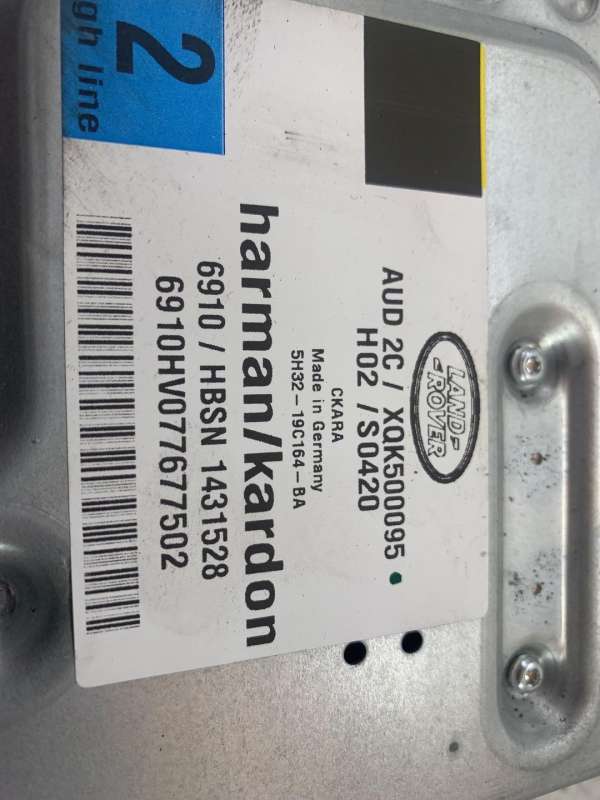 LAND-
-ROVER
AUD 2C / XQK500095
H02 /S0420
CKARA
Made in Germany
5H32-19C164-BA
harman/kardon
6910 / HBSN 1431528
6910HV077677502
2
gh line